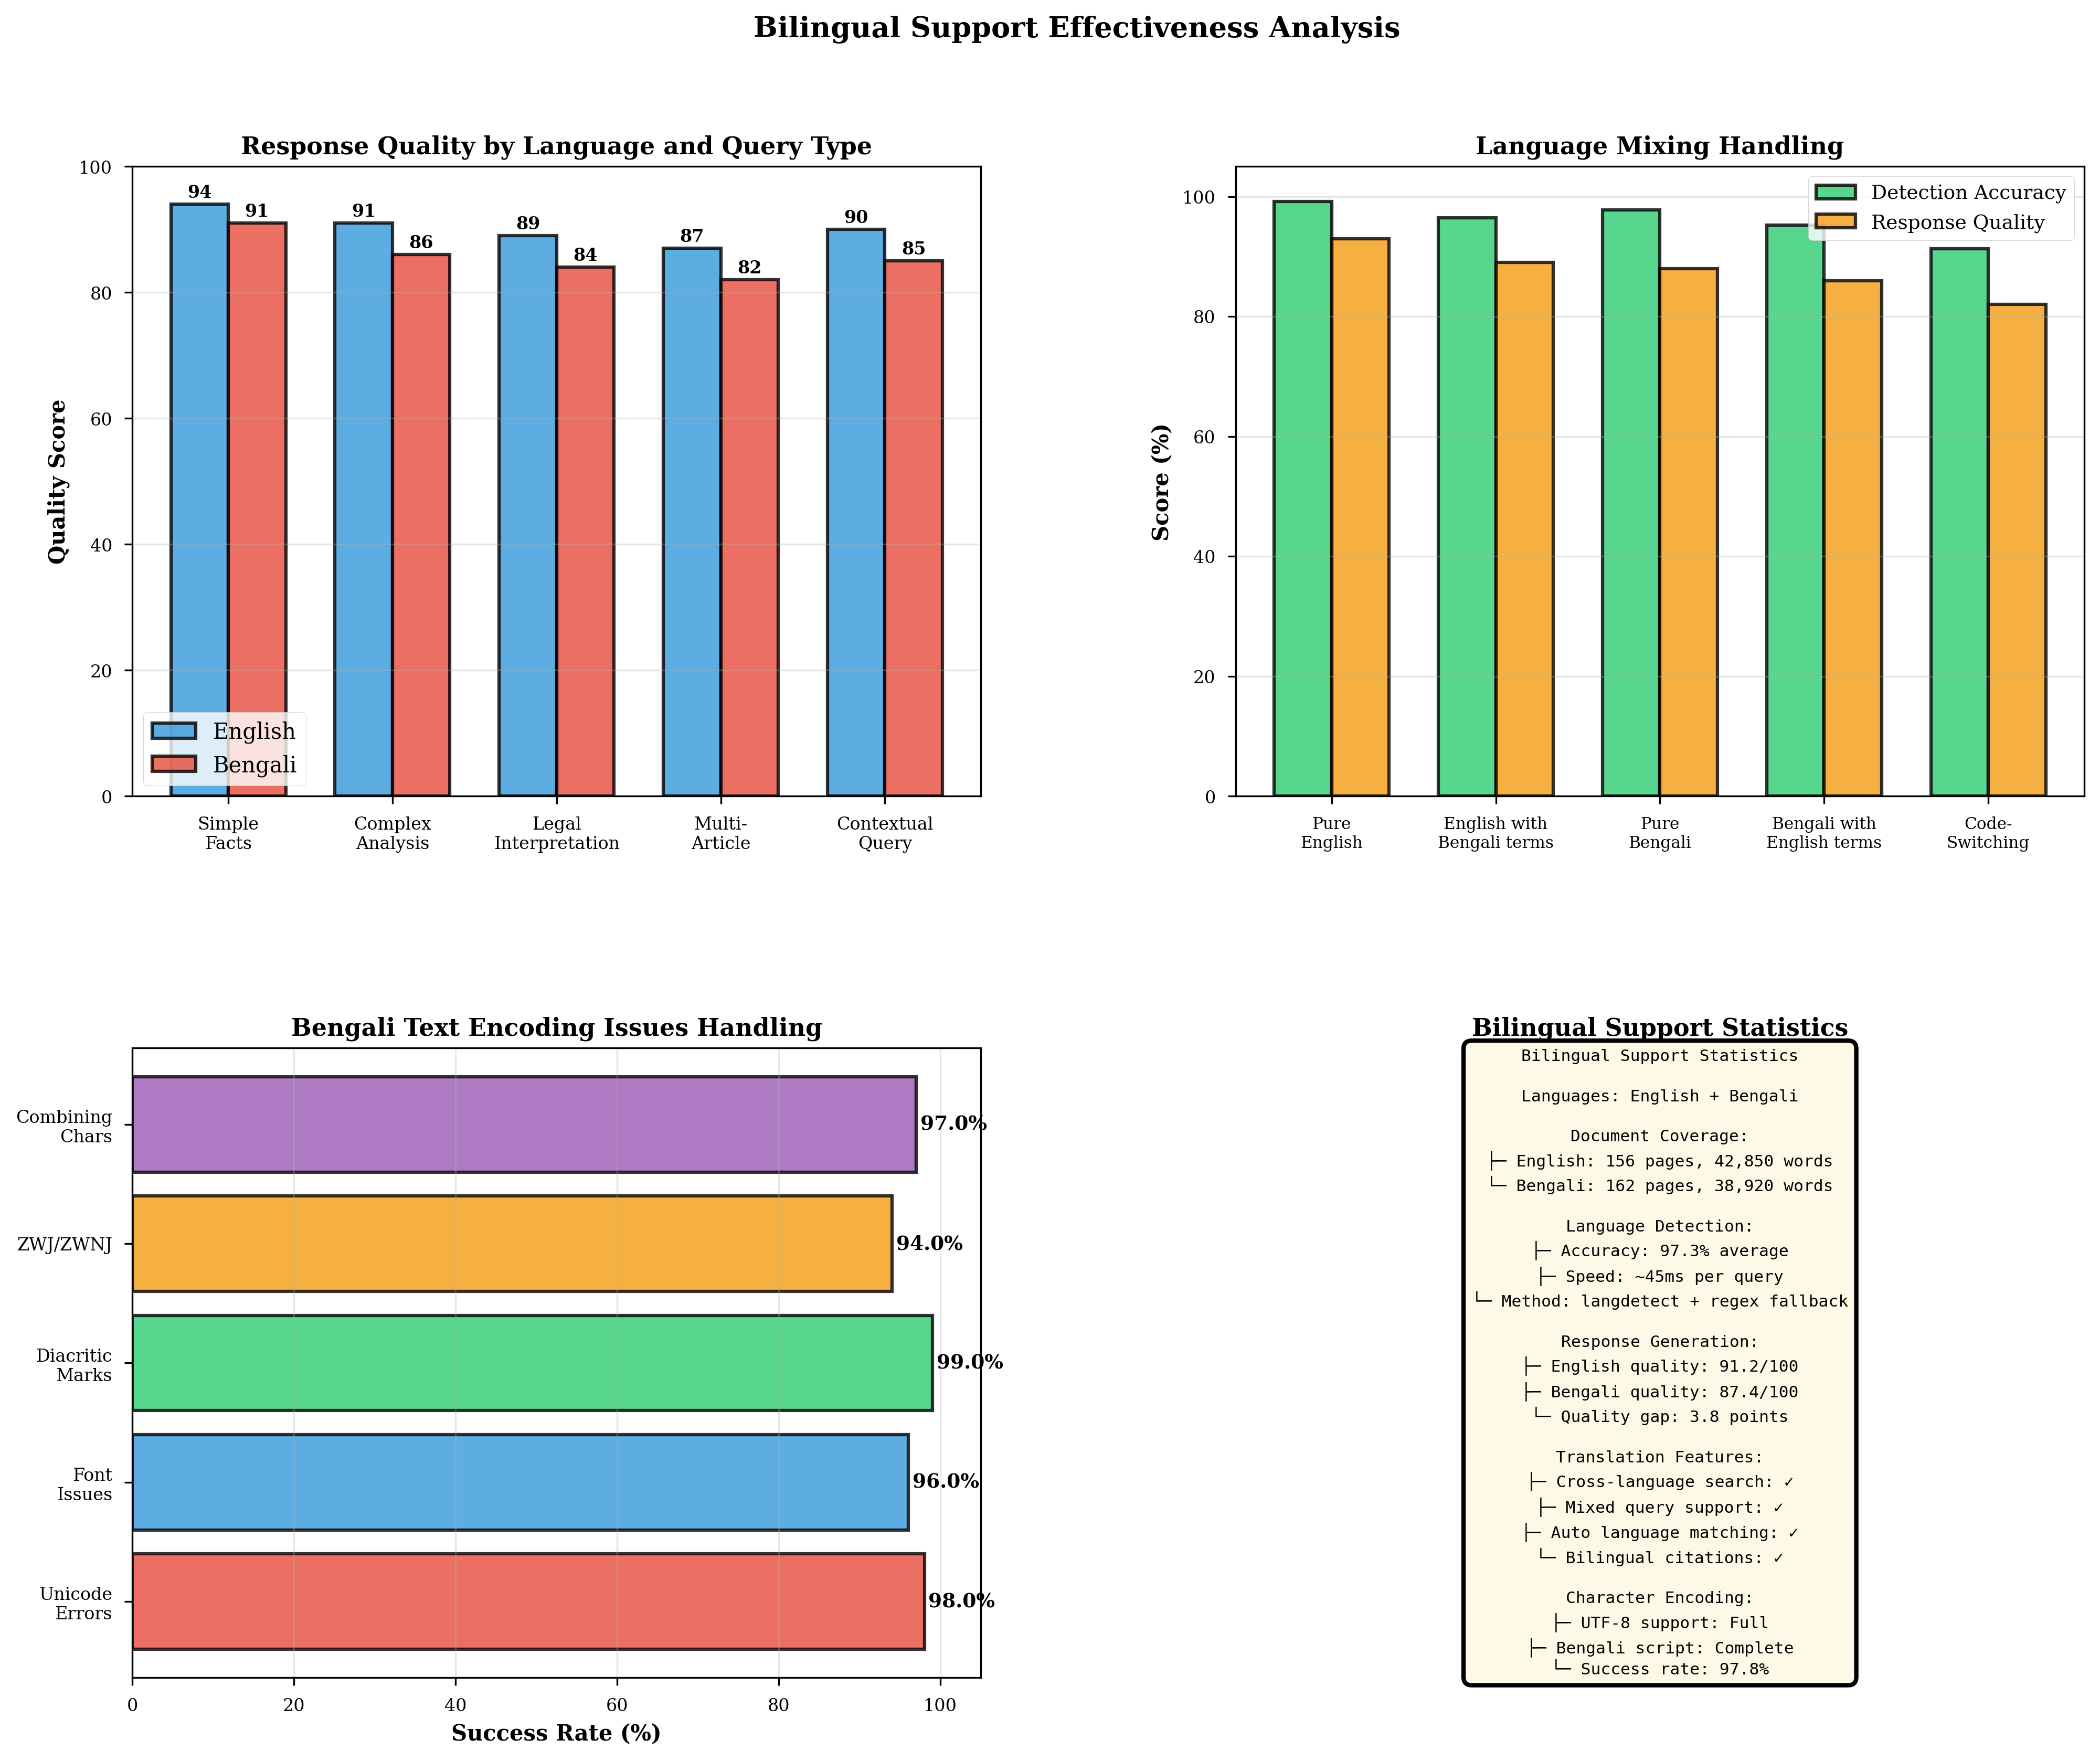 Bilingual Support Effectiveness Analysis
Response Quality by Language and Query Type
100
80
60
40
20
0
Quality Score
94
91
91
86
89
84
87
82
90
85
English
Bengali
Simple
Facts
Complex
Analysis
Legal
Interpretation
Multi-
Article
Contextual
Query
Language Mixing Handling
100
80
60
40
20
0
Score (%)
Detection Accuracy
Response Quality
Pure
English
English with
Bengali terms
Pure
Bengali
Bengali with
English terms
Code-
Switching
Bengali Text Encoding Issues Handling
Combining
Chars
97.0%
ZWJ/ZWNJ
94.0%
Diacritic
Marks
99.0%
Font
Issues
96.0%
Unicode
Errors
98.0%
0
20
40
60
80
100
Success Rate (%)
Bilingual Support Statistics
Bilingual Support Statistics
Languages: English + Bengali
Document Coverage:
├─ English: 156 pages, 42,850 words
└─ Bengali: 162 pages, 38,920 words
Language Detection:
├─ Accuracy: 97.3% average
├─ Speed: ~45ms per query
└─ Method: langdetect + regex fallback
Response Generation:
├─ English quality: 91.2/100
├─ Bengali quality: 87.4/100
└─ Quality gap: 3.8 points
Translation Features:
├─ Cross-language search: ✓
├─ Mixed query support: ✓
├─ Auto language matching: ✓
└─ Bilingual citations: ✓
Character Encoding:
├─ UTF-8 support: Full
├─ Bengali script: Complete
└─ Success rate: 97.8%